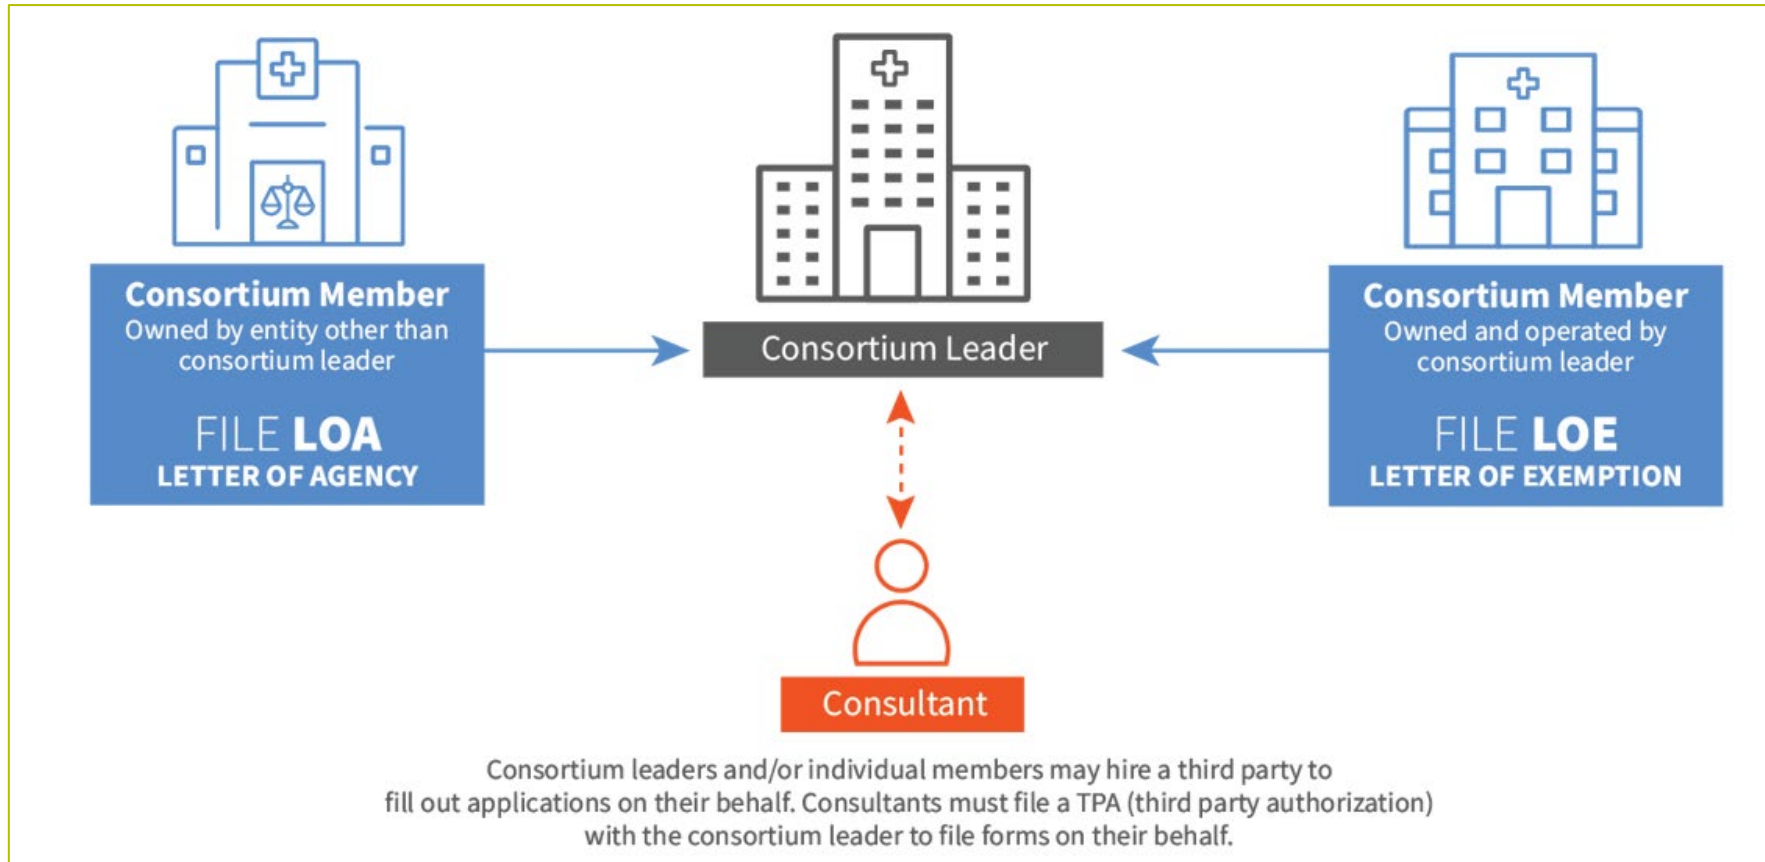 Consortium Member
Owned by entity other than
consortium leader
FILE LOA
LETTER OF AGENCY
Consortium Leader
Consortium Member
Owned and operated by
consortium leader
FILE LOE
LETTER OF EXEMPTION
Consultant
Consortium leaders and/or individual members may hire a third party to
fill out applications on their behalf. Consultants must file a TPA (third party authorization)
with the consortium leader to file forms on their behalf.